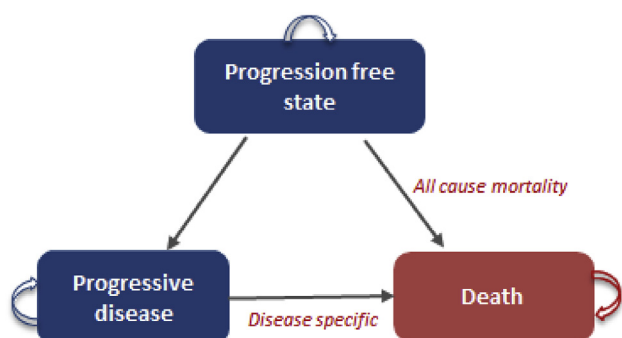 Progression free
state
All cause mortality
Progressive
disease
Disease specific
Death